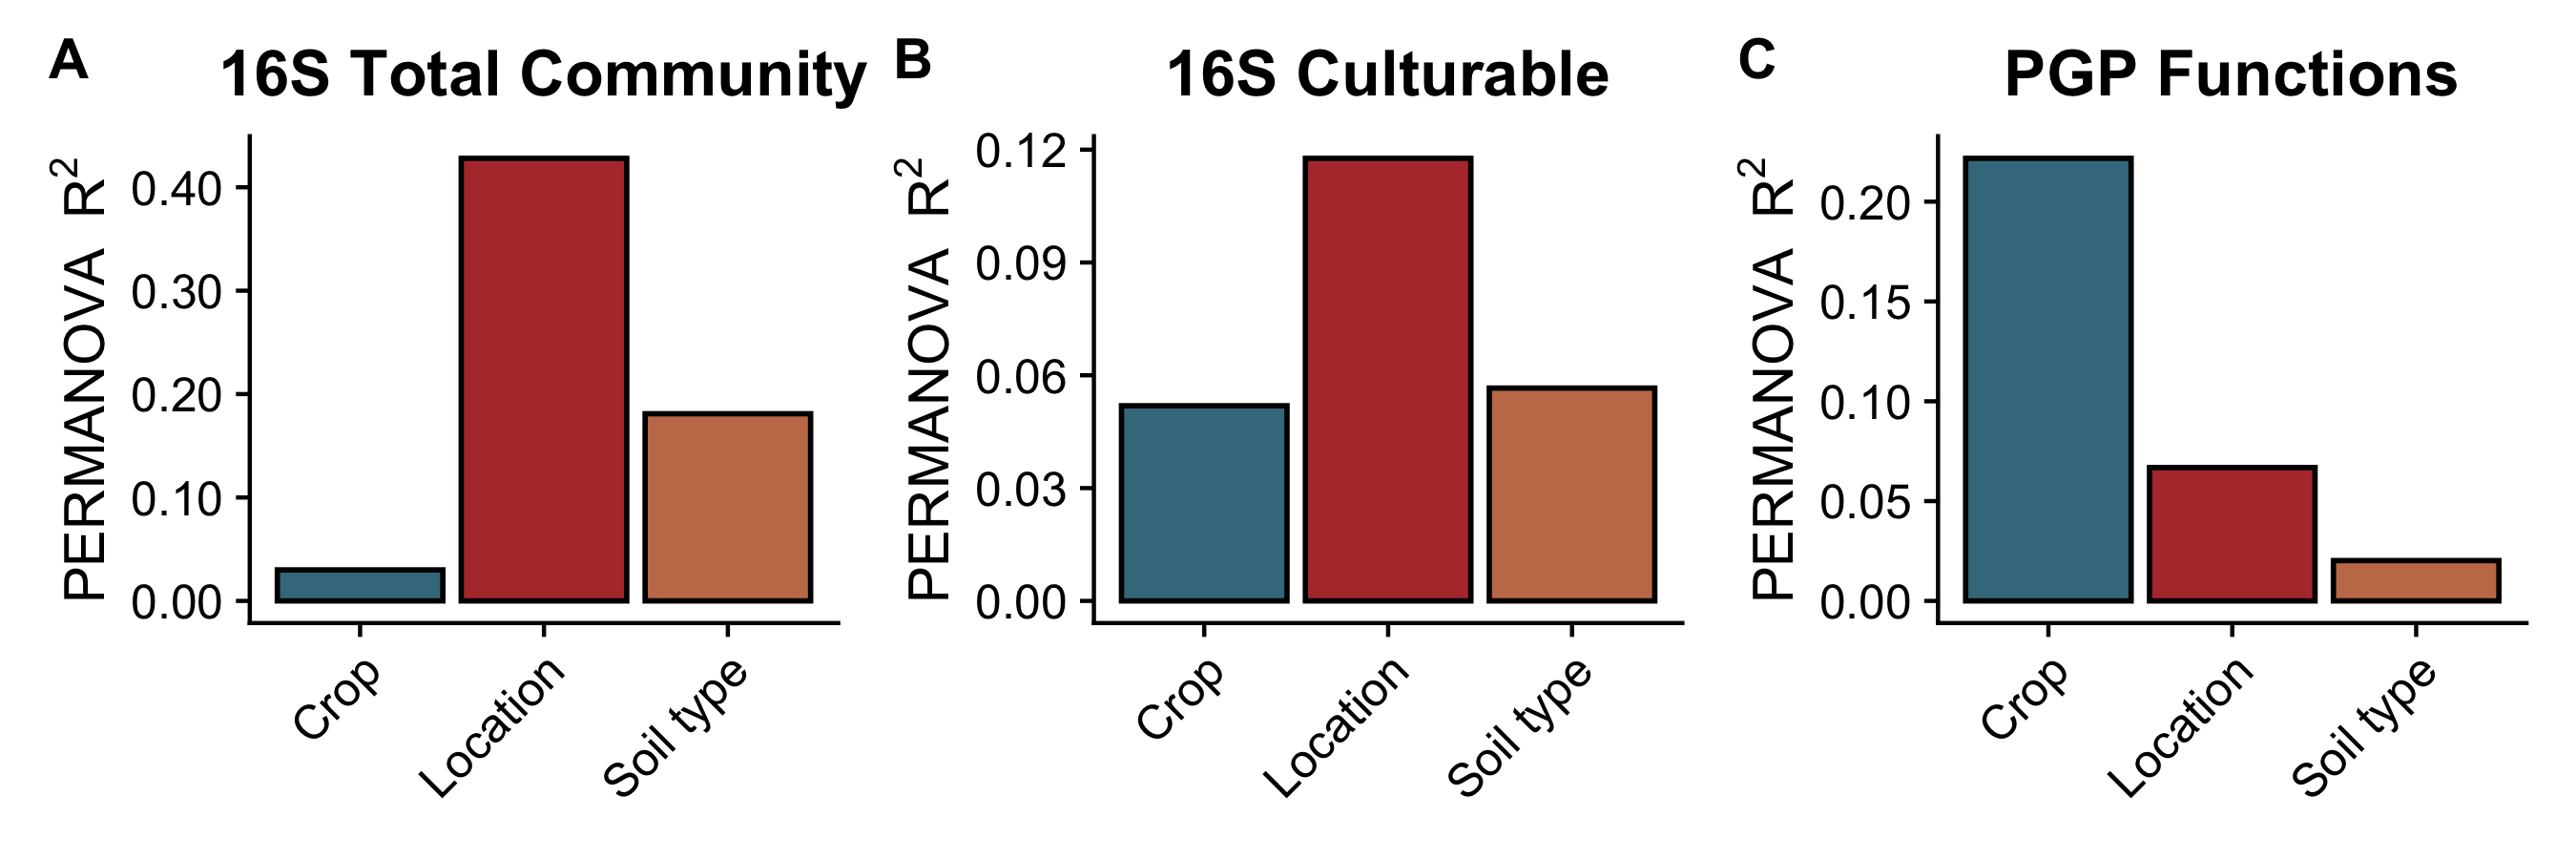 A
16S Total Community
PERMANOVA R²
0.40
0.30
0.20
0.10
0.00
Crop
Location
Soil type
B
16S Culturable
PERMANOVA R²
0.12
0.09
0.06
0.03
0.00
Crop
Location
Soil type
C
PGP Functions
PERMANOVA R²
0.20
0.15
0.10
0.05
0.00
Crop
Location
Soil type